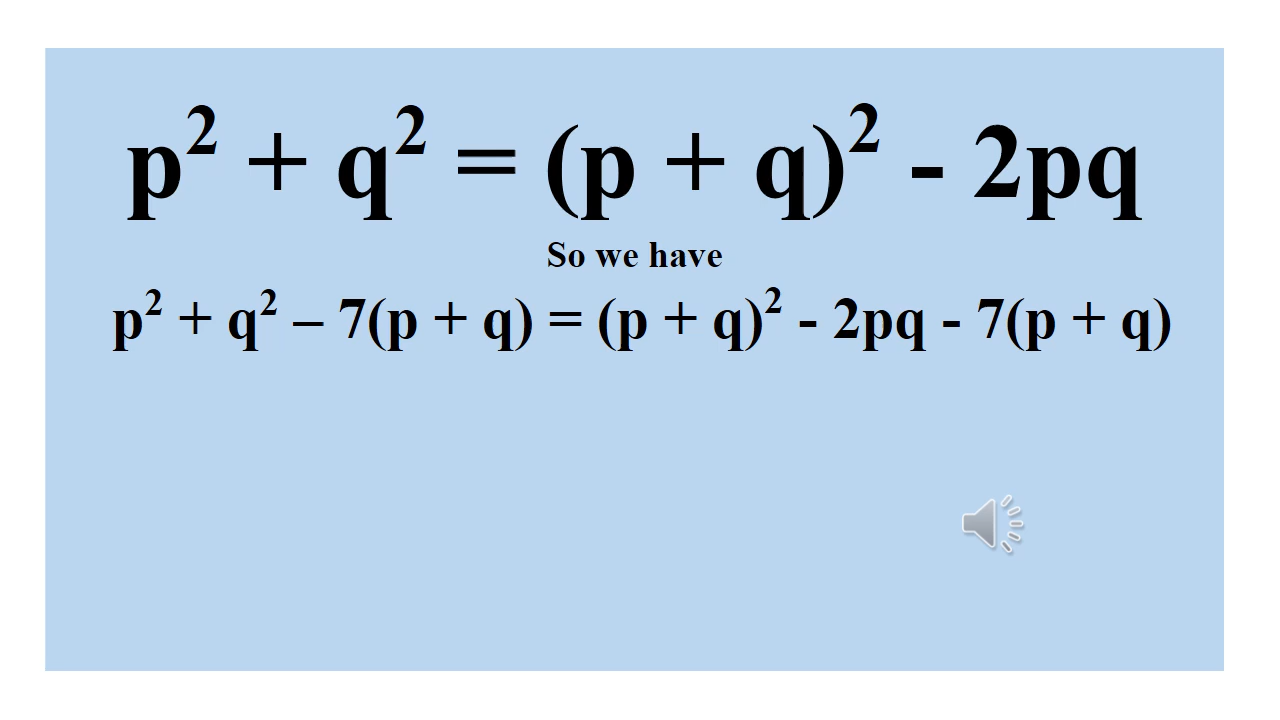 p² + q² = (p + q)² - 2pq
So we have
p² + q² – 7(p + q) = (p + q)² - 2pq - 7(p + q)